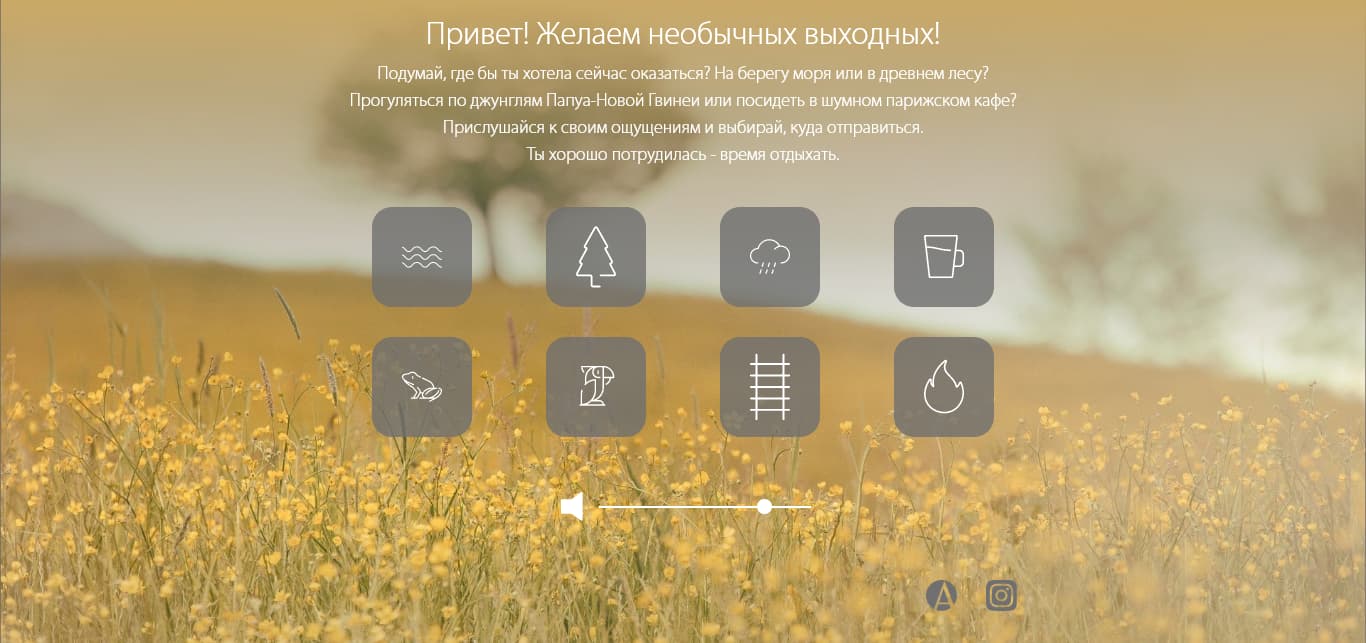 Привет! Желаем необычных выходных!
Подумай, где бы ты хотела сейчас оказаться? На берегу моря или в древнем лесу?
Прогуляться по джунглям Папуа-Новой Гвинеи или посидеть в шумном парижском кафе?
Прислушайся к своим ощущениям и выбирай, куда отправиться.
Ты хорошо потрудилась - время отдыхать.